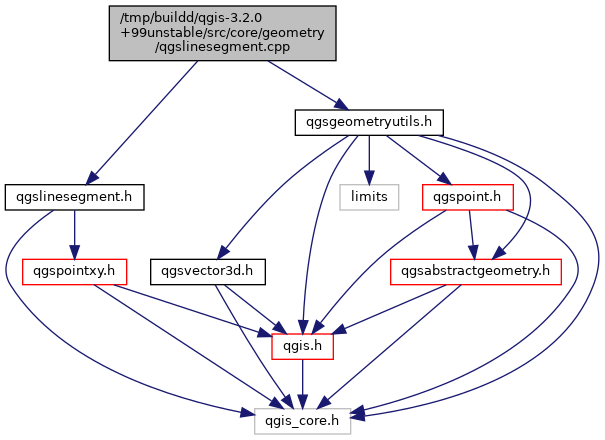 /tmp/buildd/qgis-3.2.0
+99unstable/src/core/geometry
/qgslinesegment.cpp
qgsgeometryutils.h
qgslinesegment.h
limits
qgspoint.h
qgspointxy.h
qgsvector3d.h
qgsabstractgeometry.h
qgis.h
qgis_core.h